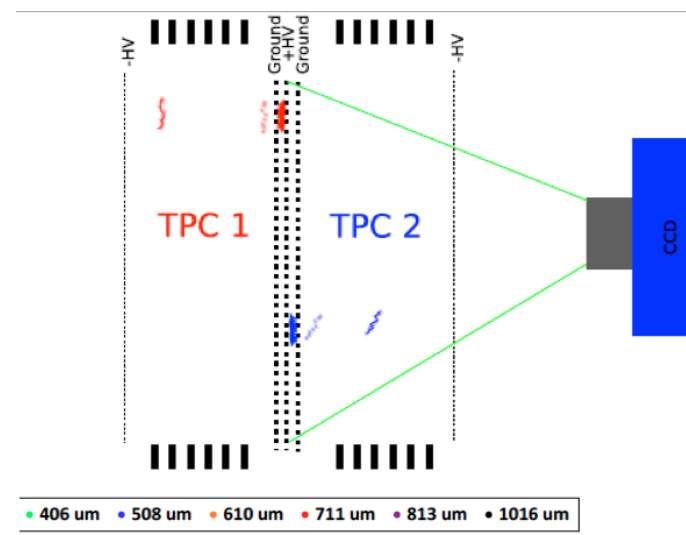 -HV
Ground
+HV
Ground
-HV
TPC 1
TPC 2
CCD
406 um 508 um 610 um 711 um 813 um 1016 um